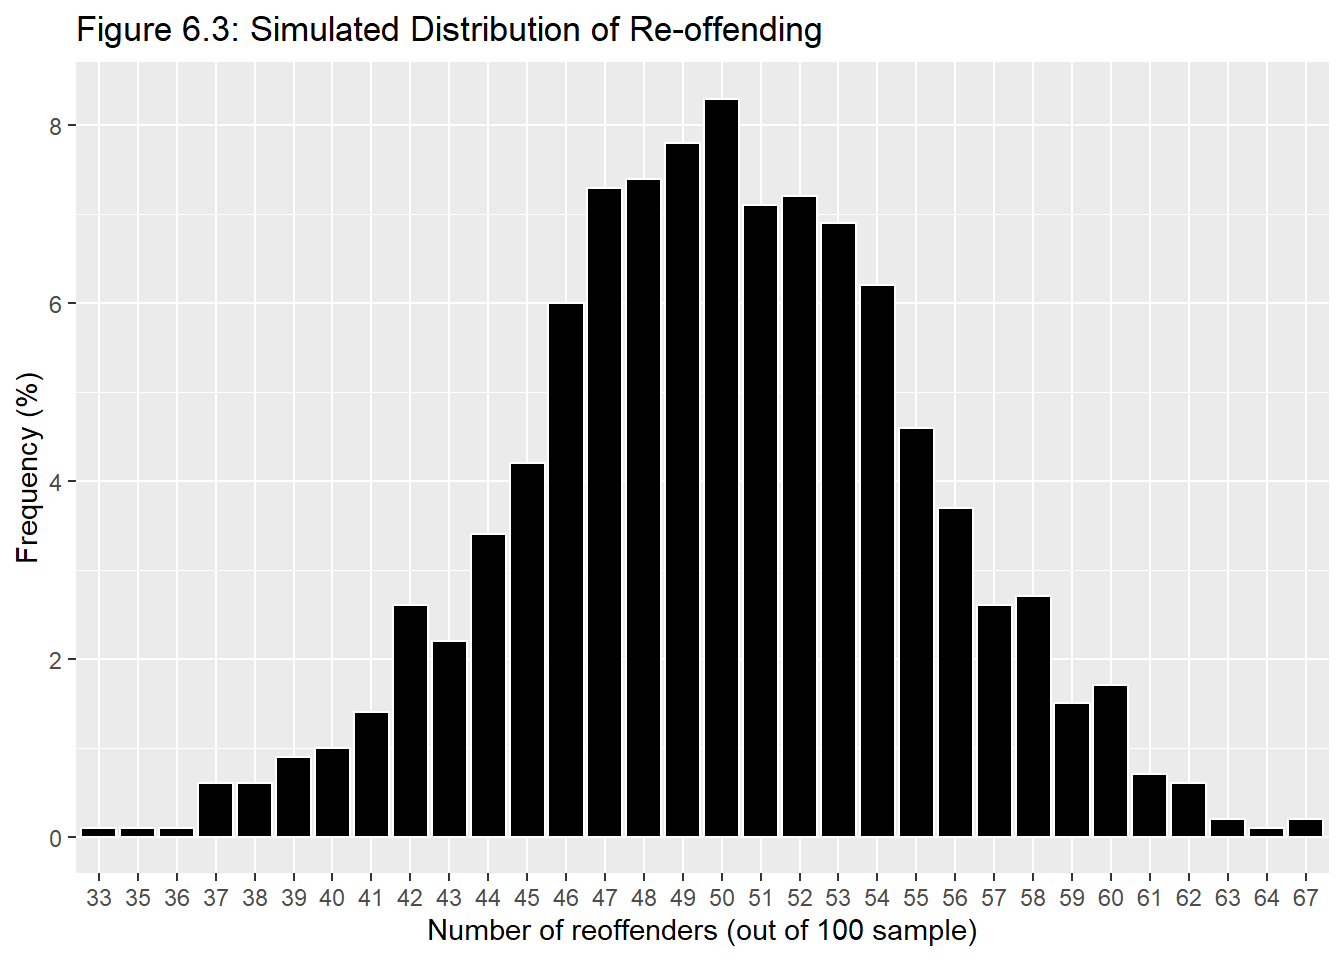 Figure 6.3: Simulated Distribution of Re-offending
Frequency (%)
8
6
4
2
0
33 35 36 37 38 39 40 41 42 43 44 45 46 47 48 49 50 51 52 53 54 55 56 57 58 59 60 61 62 63 64 67
Number of reoffenders (out of 100 sample)